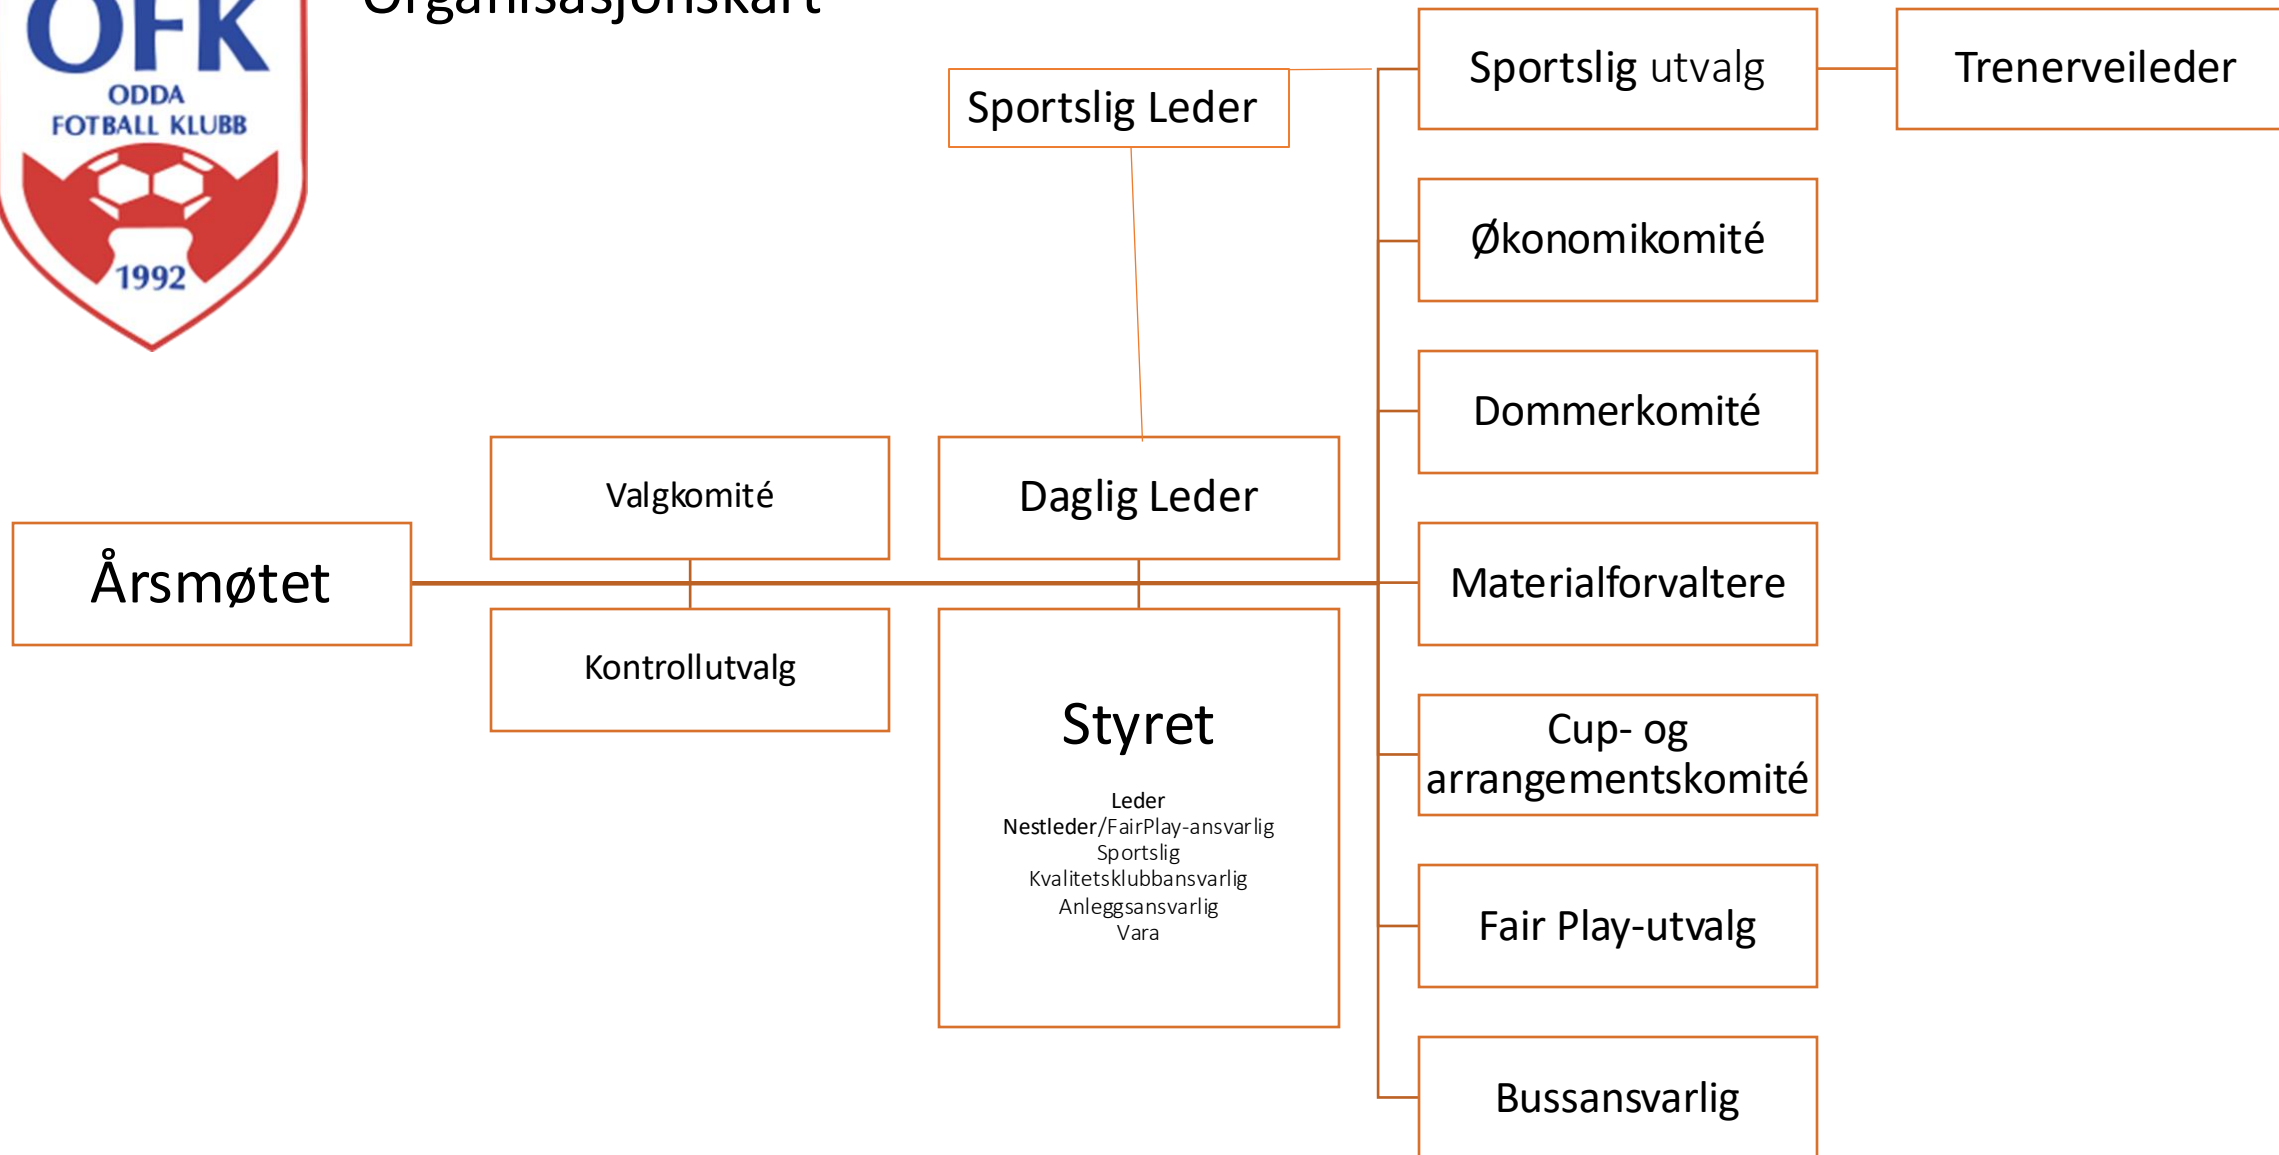 Organisasjonskart
OFK
ODDA
FOTBALL KLUBB
1992
Sportslig Leder
Sportslig utvalg
Trenerveileder
Økonomikomité
Dommerkomité
Valgkomité
Daglig Leder
Årsmøtet
Materialforvaltere
Kontrollutvalg
Styret
Leder
Nestleder/FairPlay-ansvarlig
Sportslig
Kvalitetsklubbansvarlig
Anleggsansvarlig
Vara
Cup- og
arrangementskomité
Fair Play-utvalg
Bussansvarlig